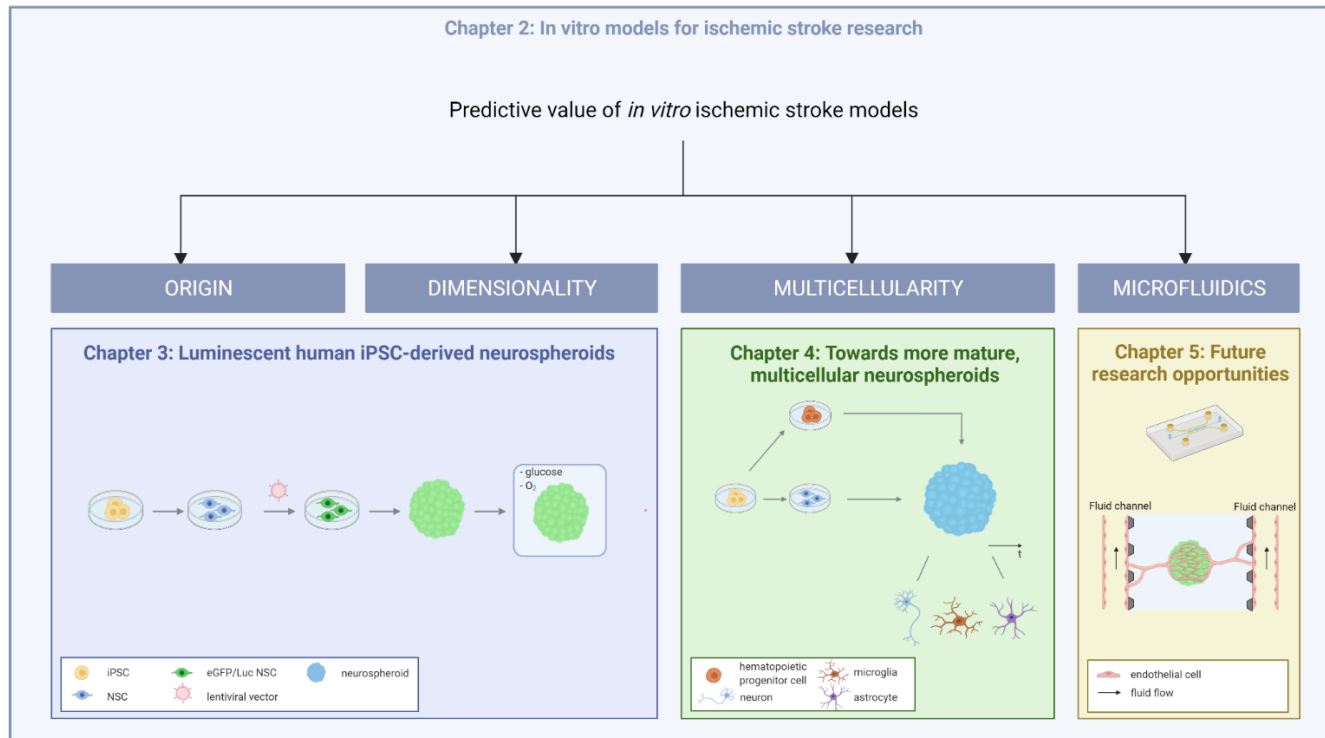 Chapter 2: In vitro models for ischemic stroke research
Predictive value of in vitro ischemic stroke models
ORIGIN
DIMENSIONALITY
MULTICELLULARITY
MICROFLUIDICS
Chapter 3: Luminescent human iPSC-derived neurospheroids
- glucose
- O₂
iPSC
eGFP/Luc NSC
neurospheroid
NSC
lentiviral vector
Chapter 4: Towards more mature,
multicellular neurospheroids
t
hematopoietic
progenitor cell
microglia
neuron
astrocyte
Chapter 5: Future
research opportunities
Fluid channel
Fluid channel
endothelial cell
fluid flow